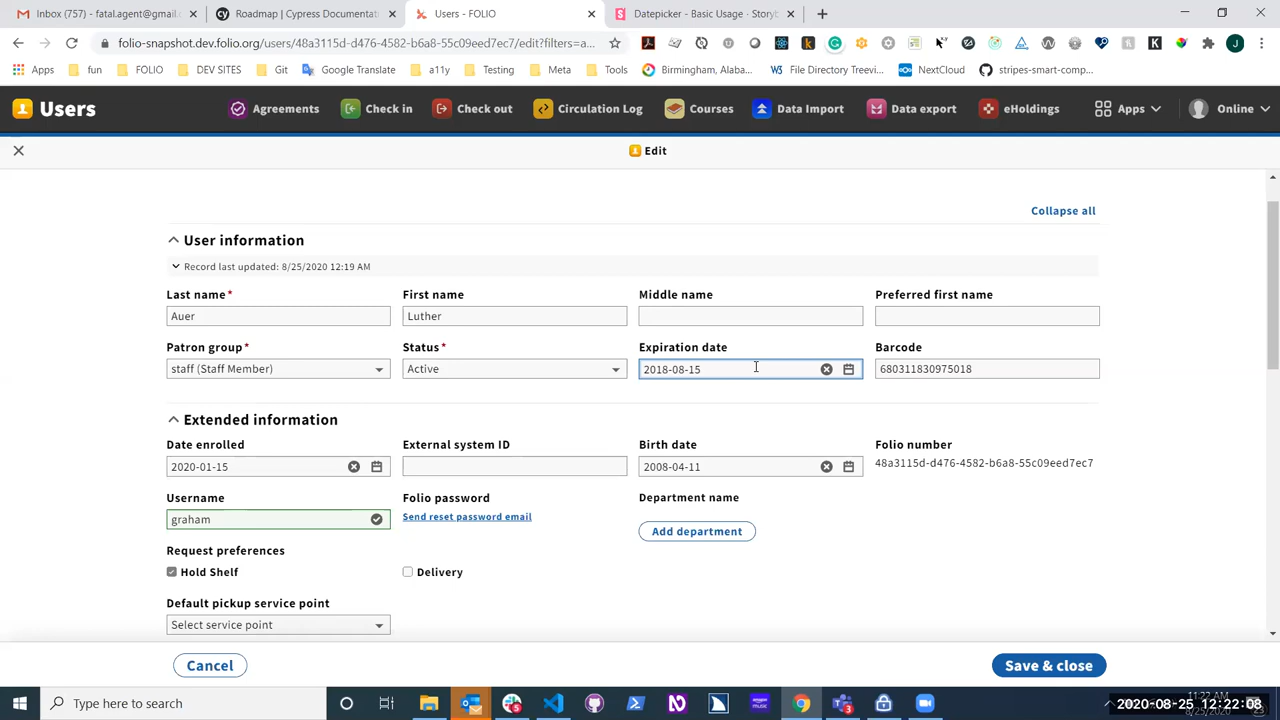 Inbox (757) - fatal.agent@gmail.c
Roadmap | Cypress Documentat
Users - FOLIO
Datepicker - Basic Usage - Storyb
folio-snapshot.dev.folio.org/users/48a3115d-d476-4582-b6a8-55c09eed7ec7/edit?filters=a...
Apps
fun
FOLIO
DEV SITES
Git
Google Translate
a11y
Testing
Meta
Tools
Birmingham, Alaba...
File Directory Treevi...
NextCloud
stripes-smart-comp...
Users
Agreements
Check in
Check out
Circulation Log
Courses
Data Import
Data export
eHoldings
Apps
Online
Edit
Collapse all
User information
Record last updated: 8/25/2020 12:19 AM
Last name*
First name
Middle name
Preferred first name
Auer
Luther
Patron group*
Status*
Expiration date
Barcode
staff (Staff Member)
Active
2018-08-15
680311830975018
Extended information
Date enrolled
External system ID
Birth date
Folio number
2020-01-15
2008-04-11
48a3115d-d476-4582-b6a8-55c09eed7ec7
Username
Folio password
Department name
graham
Send reset password email
Add department
Request preferences
Hold Shelf
Delivery
Default pickup service point
Select service point
Cancel
Save & close
Type here to search
2020-08-25 12:22:08